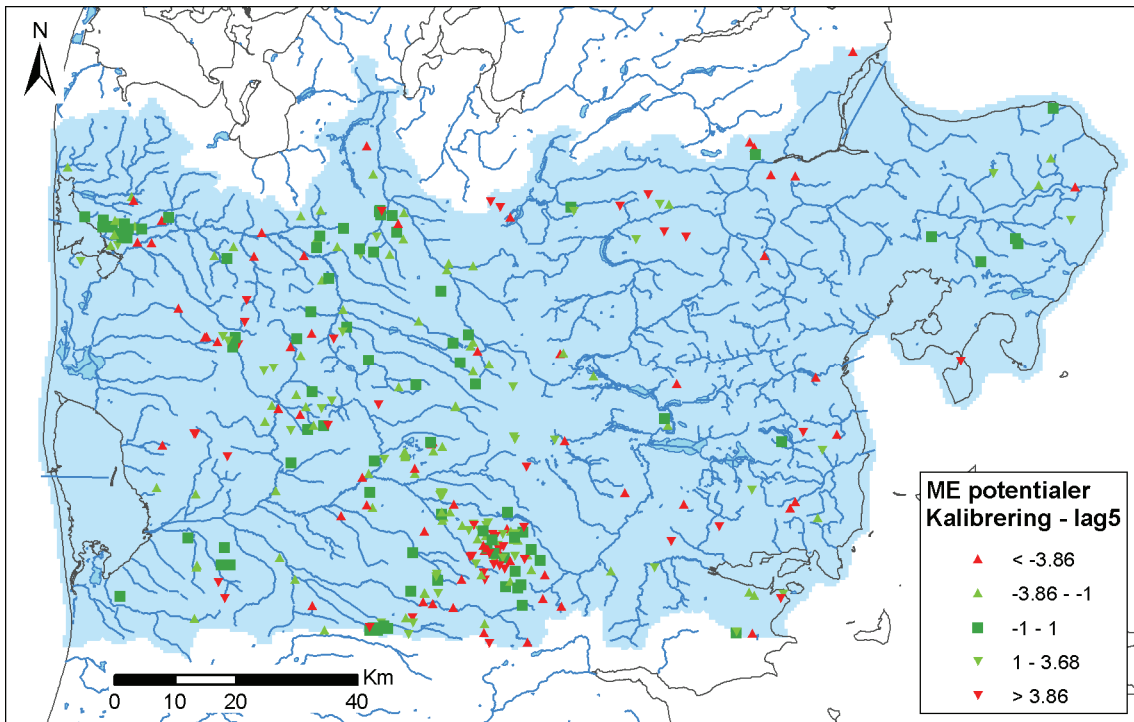 N
ME potentialer
Kalibrering - lag5
< -3.86
-3.86 - -1
-1 - 1
1 - 3.68
> 3.86
Km
0 10 20 40